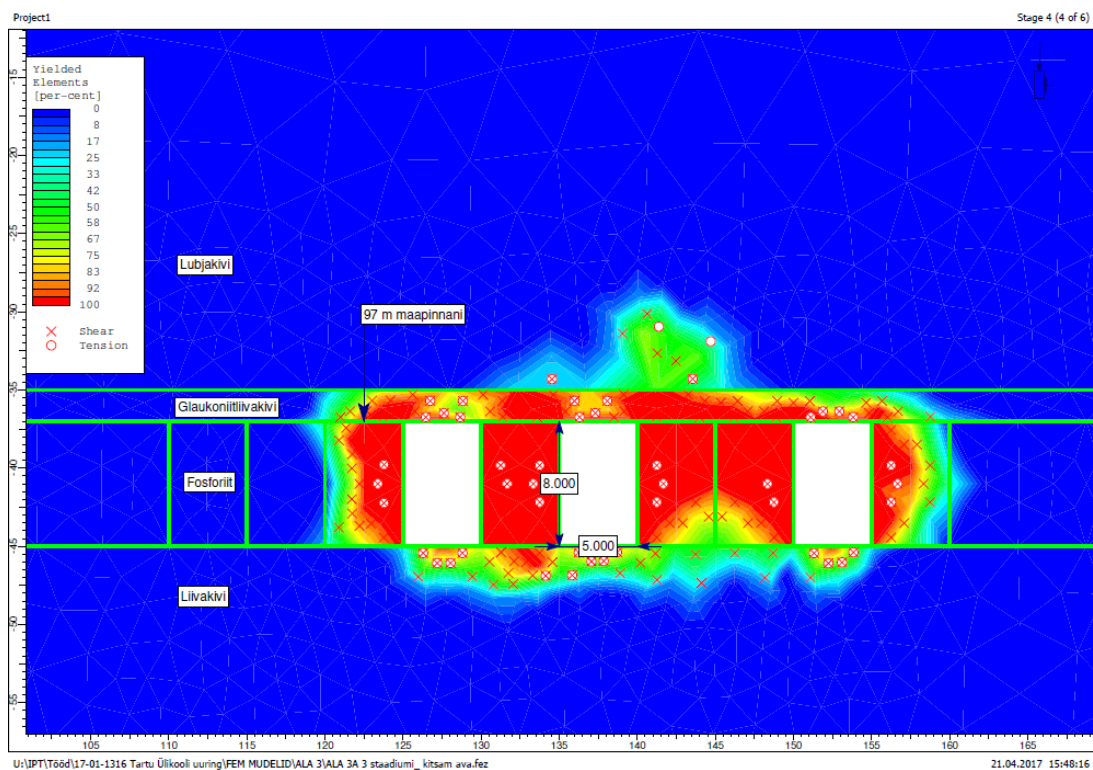 Project1
Stage 4 (4 of 6)
Yielded
Elements
[per-cent]
0
8
17
25
33
42
50
58
67
75
83
92
100
Shear
Tension
Lubjakivi
97 m maapinnani
Glaukoniitliivakivi
Fosforiit
8.000
5.000
Liivakivi
-15
-20
-25
-30
-35
-40
-45
-50
-55
105 110 115 120 125 130 135 140 145 150 155 160 165
U:\IPT\Tööd\17-01-1316 Tartu Ülikooli uuring\FEM MUDELID\ALA 3\ALA 3A 3 staadiumi_ kitsam ava.fez
21.04.2017 15:48:16